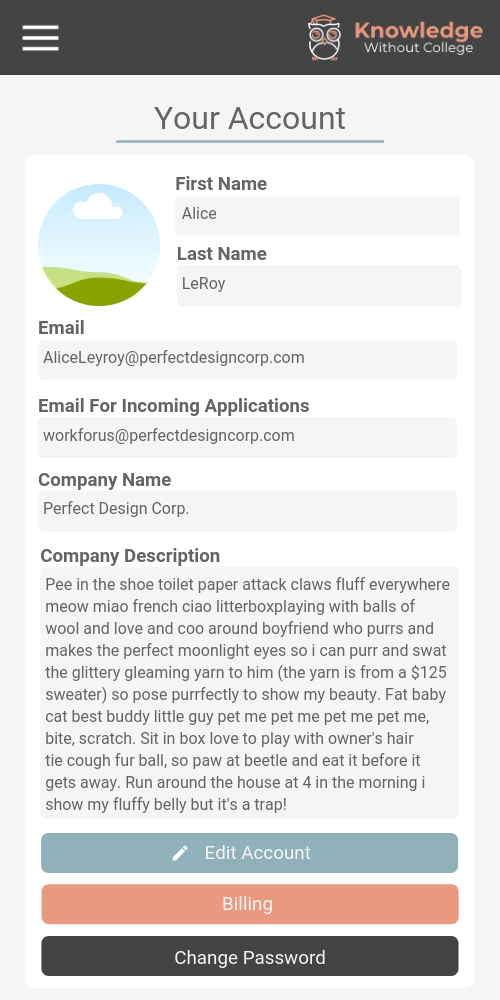 Knowledge
Without College
Your Account
First Name
Alice
Last Name
LeRoy
Email
AliceLeyroy@perfectdesigncorp.com
Email For Incoming Applications
workforus@perfectdesigncorp.com
Company Name
Perfect Design Corp.
Company Description
Pee in the shoe toilet paper attack claws fluff everywhere
meow miao french ciao litterboxplaying with balls of
wool and love and coo around boyfriend who purrs and
makes the perfect moonlight eyes so i can purr and swat
the glittery gleaming yarn to him (the yarn is from a $125
sweater) so pose purrfectly to show my beauty. Fat baby
cat best buddy little guy pet me pet me pet me pet me,
bite, scratch. Sit in box love to play with owner's hair
tie cough fur ball, so paw at beetle and eat it before it
gets away. Run around the house at 4 in the morning i
show my fluffy belly but it's a trap!
Edit Account
Billing
Change Password